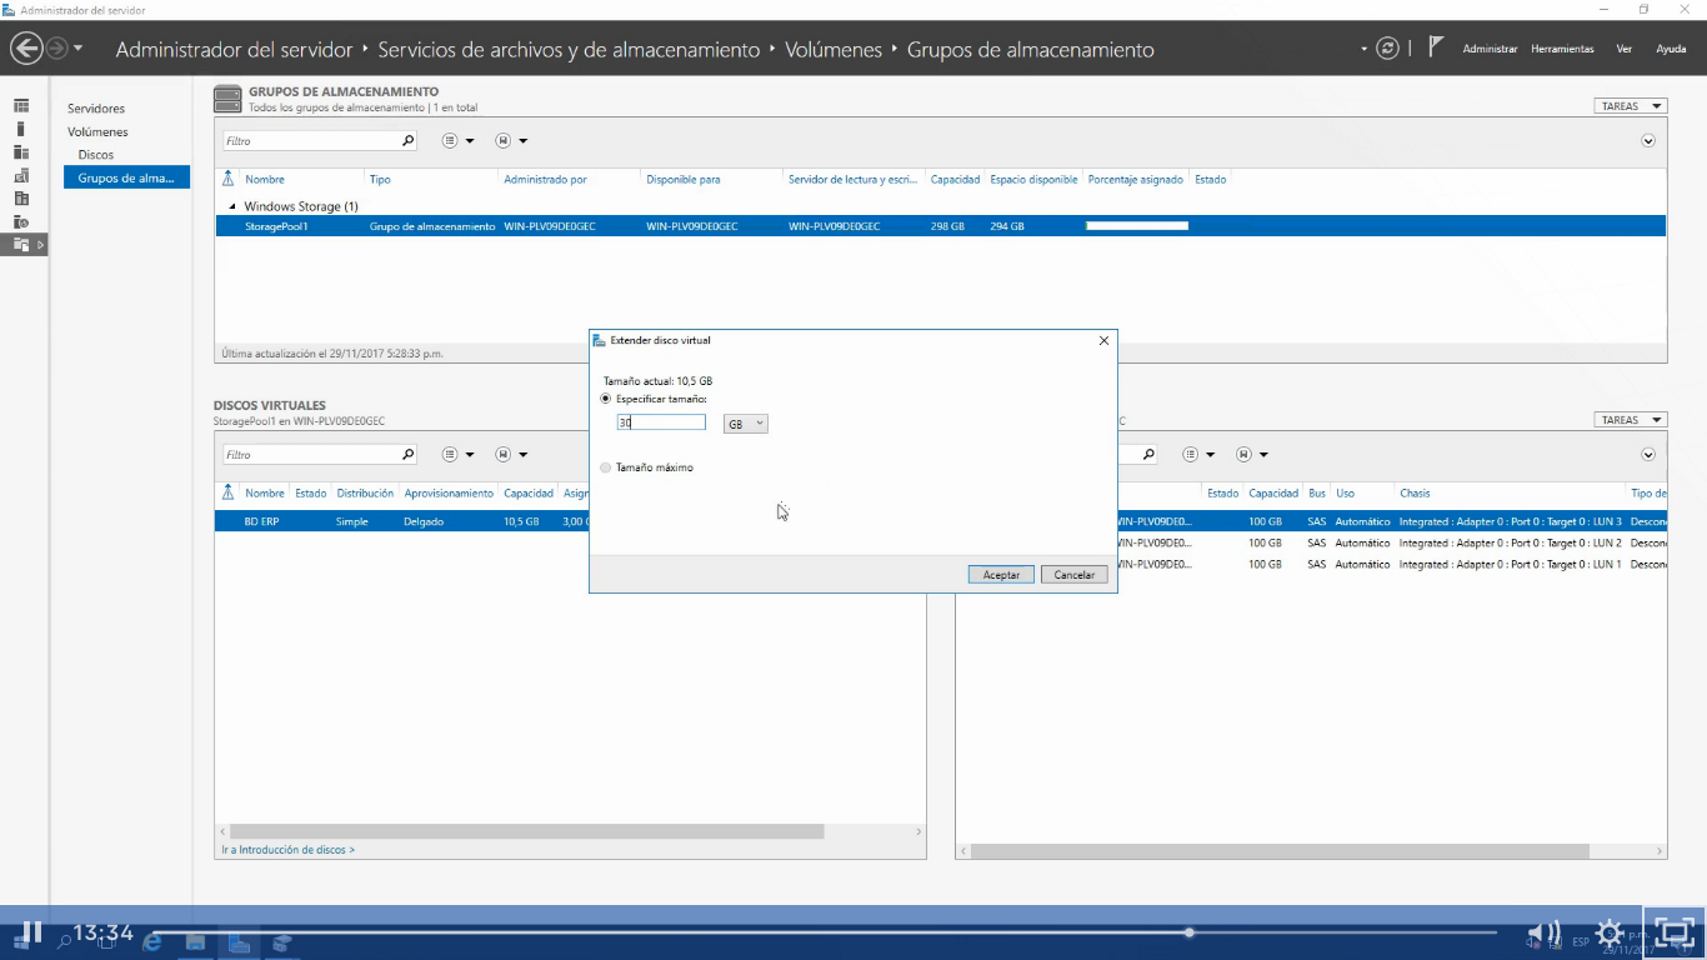 Administrador del servidor
Administrador del servidor ‣ Servicios de archivos y de almacenamiento ‣ Volúmenes ‣ Grupos de almacenamiento
Administrar Herramientas Ver Ayuda
Servidores
Volúmenes
Discos
Grupos de alma...
GRUPOS DE ALMACENAMIENTO
Todos los grupos de almacenamiento | 1 en total
TAREAS
Filtro
Nombre Tipo Administrado por Disponible para Servidor de lectura y escri... Capacidad Espacio disponible Porcentaje asignado Estado
Windows Storage (1)
StoragePool1 Grupo de almacenamiento WIN-PLV09DE0GEC WIN-PLV09DE0GEC WIN-PLV09DE0GEC 298 GB 294 GB
Última actualización el 29/11/2017 5:28:33 p.m.
Extender disco virtual
Tamaño actual: 10,5 GB
Especificar tamaño:
30 GB
Tamaño máximo
Aceptar Cancelar
DISCOS VIRTUALES
StoragePool1 en WIN-PLV09DE0GEC
Filtro
Nombre Estado Distribución Aprovisionamiento Capacidad Asign
BD ERP Simple Delgado 10,5 GB 3,00 G
Ir a Introducción de discos >
C
TAREAS
Estado Capacidad Bus Uso Chasis Tipo de
WIN-PLV09DE0... 100 GB SAS Automático Integrated : Adapter 0 : Port 0 : Target 0 : LUN 3 Descon
WIN-PLV09DE0... 100 GB SAS Automático Integrated : Adapter 0 : Port 0 : Target 0 : LUN 2 Descon
WIN-PLV09DE0... 100 GB SAS Automático Integrated : Adapter 0 : Port 0 : Target 0 : LUN 1 Descon
13:34
ESP
p.m.
29/11/2017